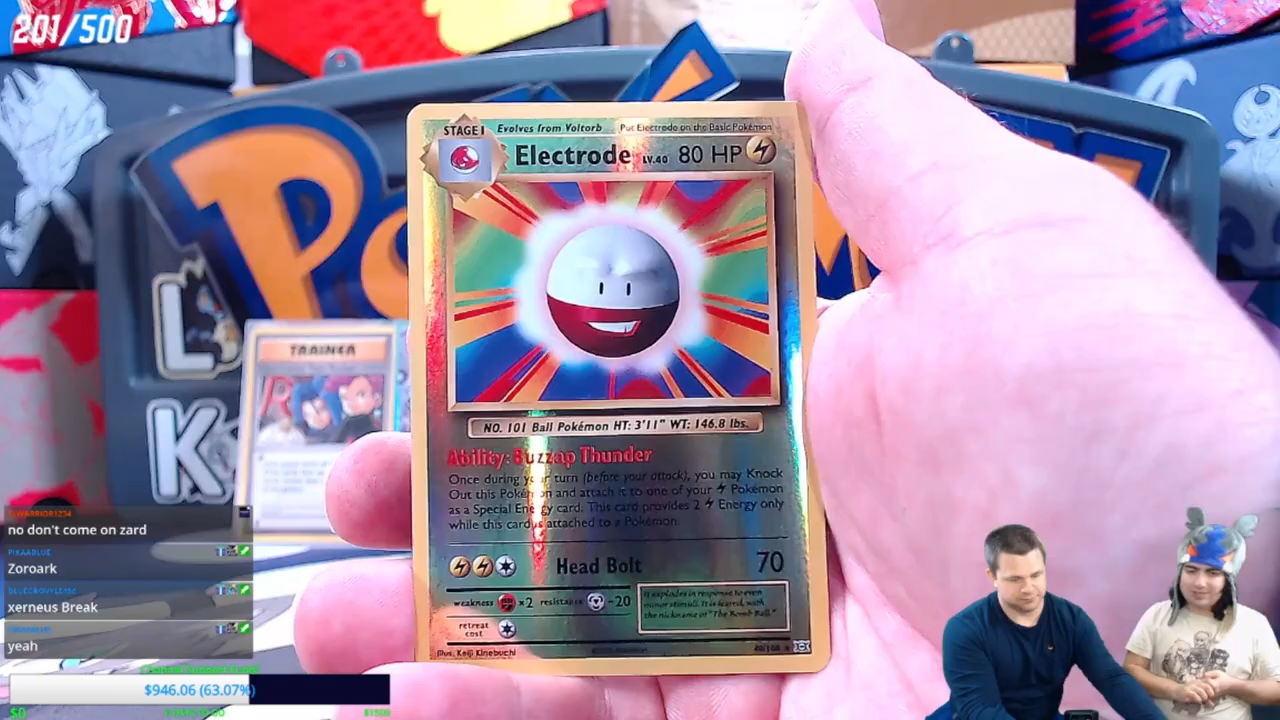 201/500
STAGE 1 Evolves from Voltorb Put Electrode on the Basic Pokémon
Electrode LV.40 80 HP
TRAINER
L
K
NO. 101 Ball Pokémon HT: 3'11" WT: 146.8 lbs.
Ability: Buzzap Thunder
Once during your turn (before your attack), you may Knock
Out this Pokémon and attach it to one of your Pokémon
as a Special Energy card. This card provides 2 Energy only
while this card is attached to a Pokémon.
Head Bolt 70
weakness ×2 resistance -20
It explodes in response to even
minor stimuli. It is feared, with
the nickname of "The Bomb Ball."
retreat
cost
Illus. Keiji Kinebuchi
no don't come on zard
PIKAABLUE
Zoroark
xerneus Break
yeah
$946.06 (63.07%)
$0
$1500